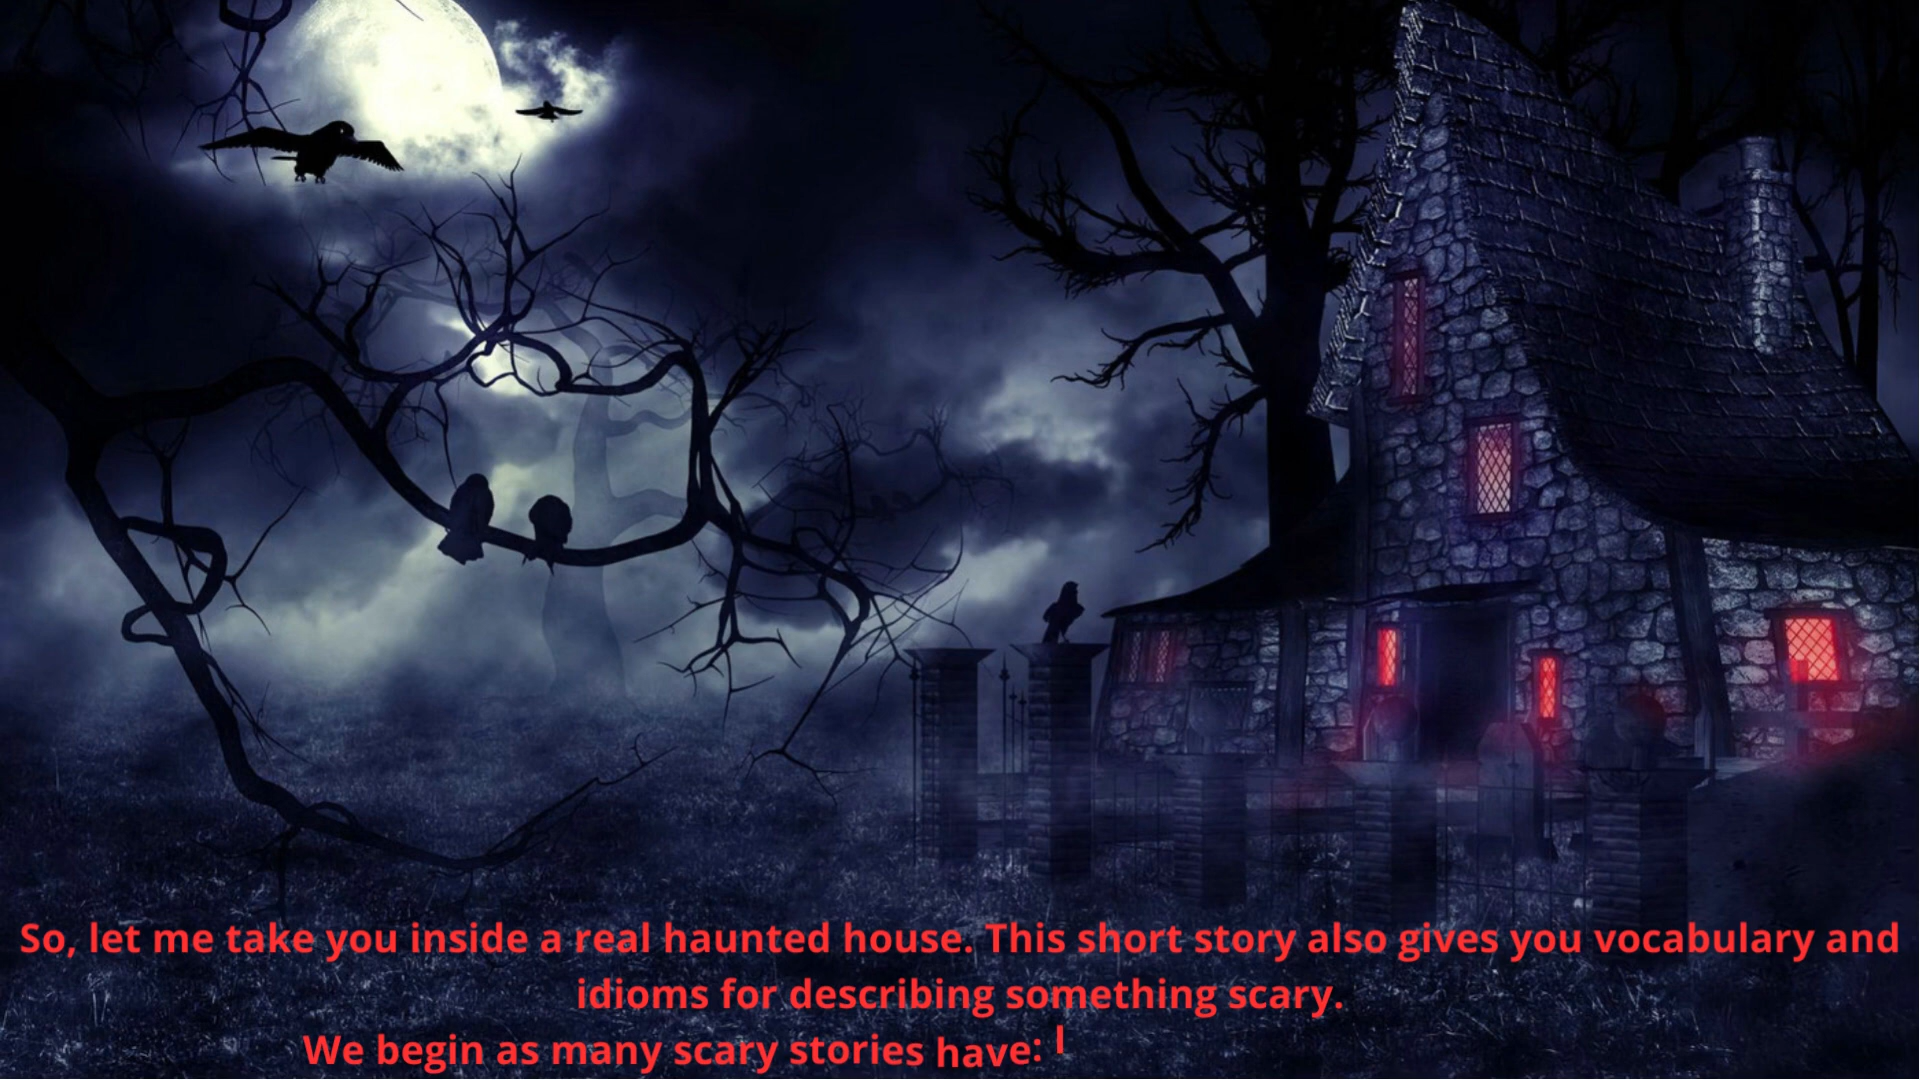 So, let me take you inside a real haunted house. This short story also gives you vocabulary and
idioms for describing something scary.
We begin as many scary stories have: